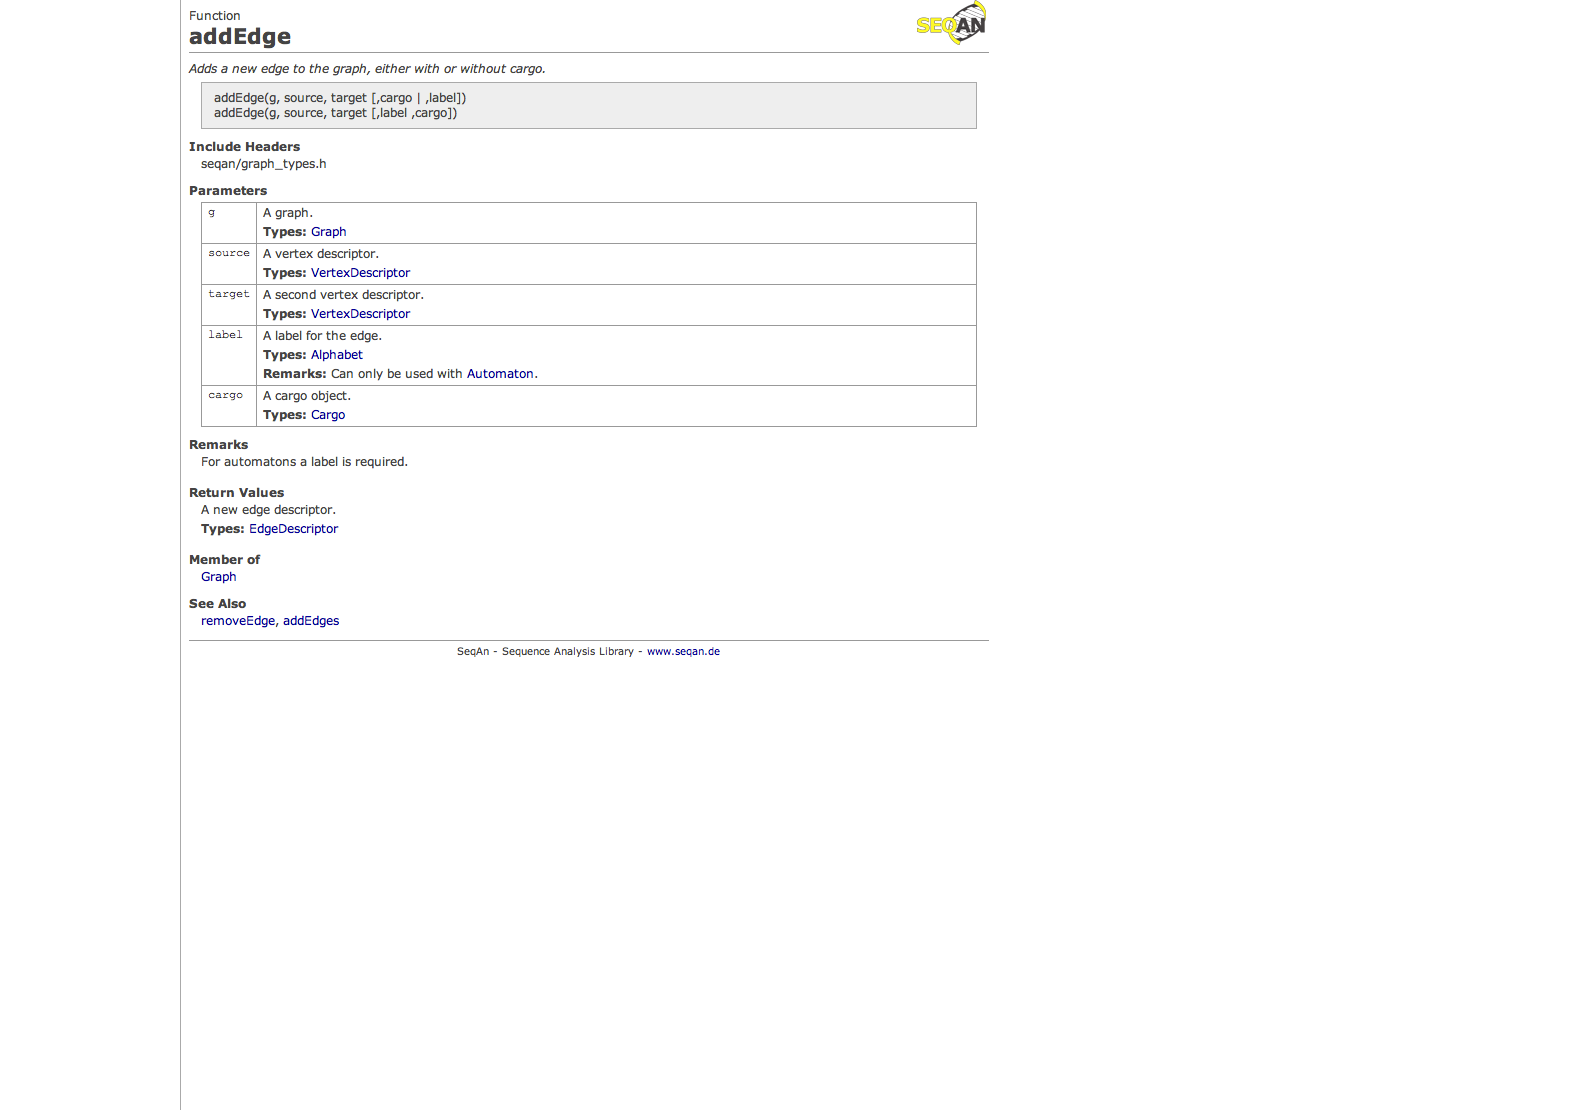 Function
addEdge
SEQAN
Adds a new edge to the graph, either with or without cargo.
addEdge(g, source, target [,cargo | ,label])
addEdge(g, source, target [,label ,cargo])
Include Headers
seqan/graph_types.h
Parameters
g
A graph.
Types: Graph
source
A vertex descriptor.
Types: VertexDescriptor
target
A second vertex descriptor.
Types: VertexDescriptor
label
A label for the edge.
Types: Alphabet
Remarks: Can only be used with Automaton.
cargo
A cargo object.
Types: Cargo
Remarks
For automatons a label is required.
Return Values
A new edge descriptor.
Types: EdgeDescriptor
Member of
Graph
See Also
removeEdge, addEdges
SeqAn - Sequence Analysis Library - www.seqan.de